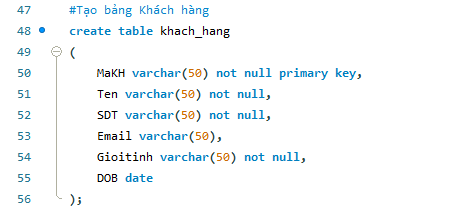 47 #Tạo bảng Khách hàng
48 create table khach_hang
49 (
50 MaKH varchar(50) not null primary key,
51 Ten varchar(50) not null,
52 SDT varchar(50) not null,
53 Email varchar(50),
54 Gioitinh varchar(50) not null,
55 DOB date
56 );